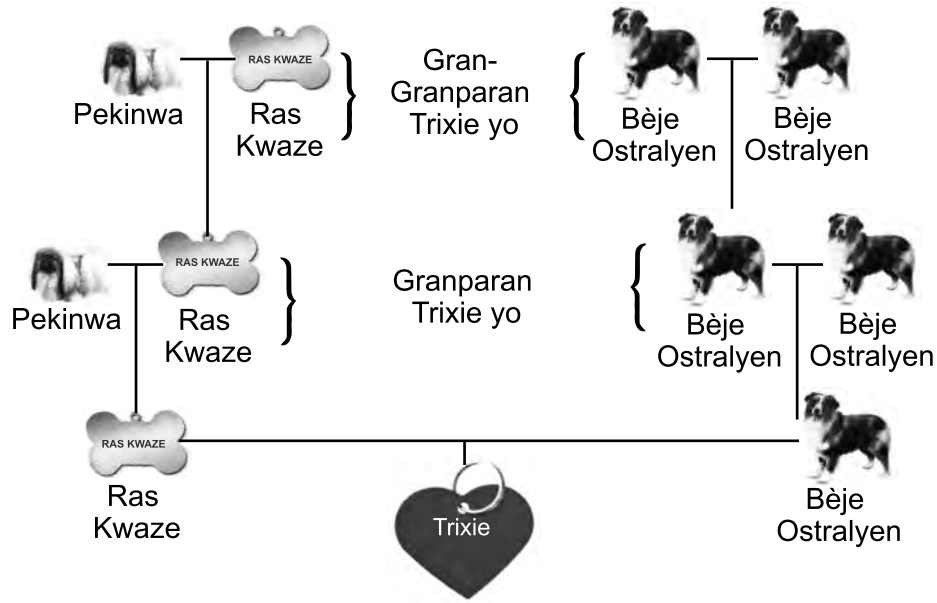 RAS KWAZE
Pekinwa
Ras
Kwaze
Gran-
Granparan
Trixie yo
Bèje
Ostralyen
Bèje
Ostralyen
RAS KWAZE
Pekinwa
Ras
Kwaze
Granparan
Trixie yo
Bèje
Ostralyen
Bèje
Ostralyen
RAS KWAZE
Ras
Kwaze
Trixie
Bèje
Ostralyen